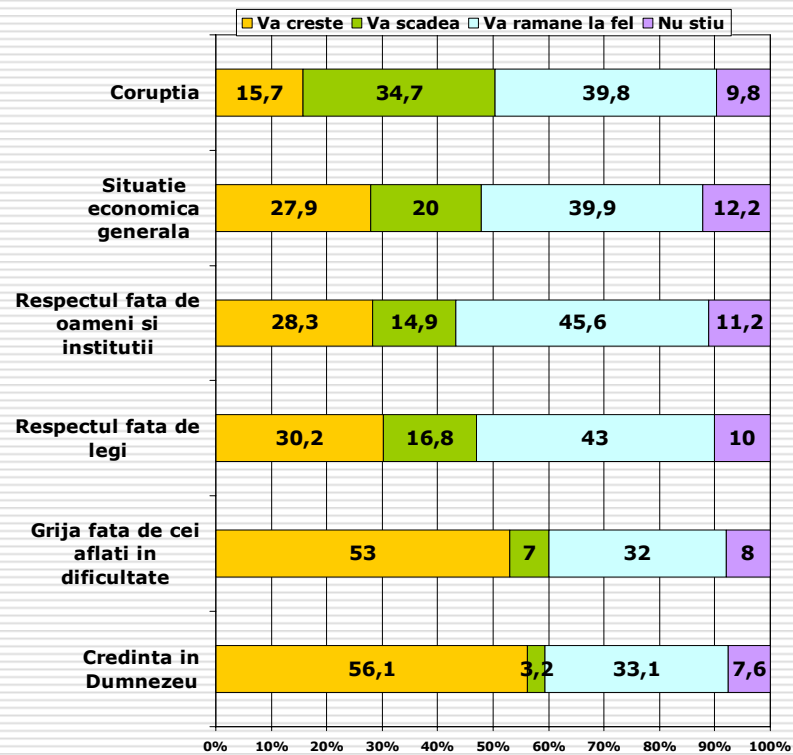 Va creste Va scadea Va ramane la fel Nu stiu
Coruptia
15,7 34,7 39,8 9,8
Situatie
economica
generala
27,9 20 39,9 12,2
Respectul fata de
oameni si
institutii
28,3 14,9 45,6 11,2
Respectul fata de
legi
30,2 16,8 43 10
Grija fata de cei
aflati in
dificultate
53 7 32 8
Credinta in
Dumnezeu
56,1 3,2 33,1 7,6
0% 10% 20% 30% 40% 50% 60% 70% 80% 90% 100%